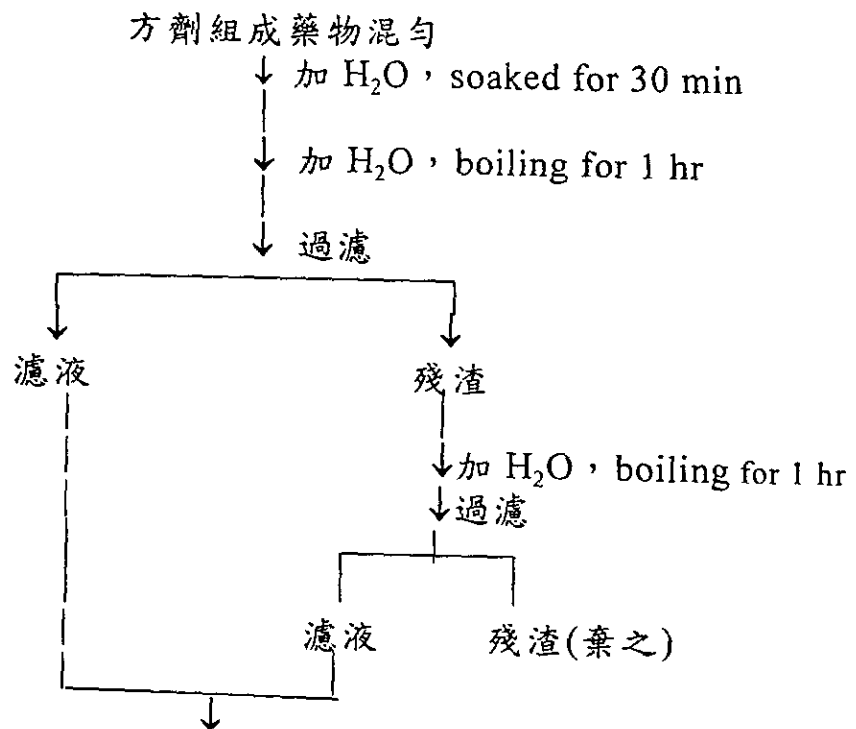 方劑組成藥物混勻
加 H₂O，soaked for 30 min
加 H₂O，boiling for 1 hr
過濾
濾液
殘渣
加 H₂O，boiling for 1 hr
過濾
濾液
殘渣(棄之)